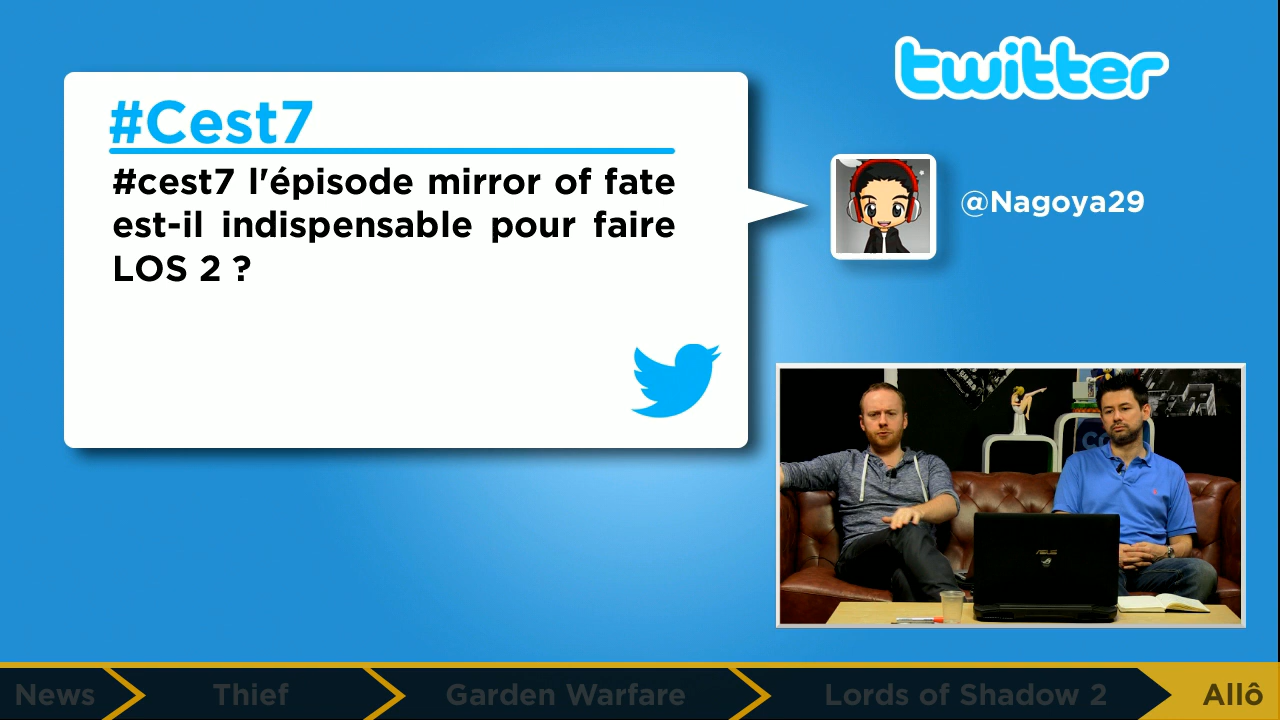 twitter
#Cest7
#cest7 l'épisode mirror of fate
est-il indispensable pour faire
LOS 2 ?
@Nagoya29
ASUS
News
Thief
Garden Warfare
Lords of Shadow 2
Allô